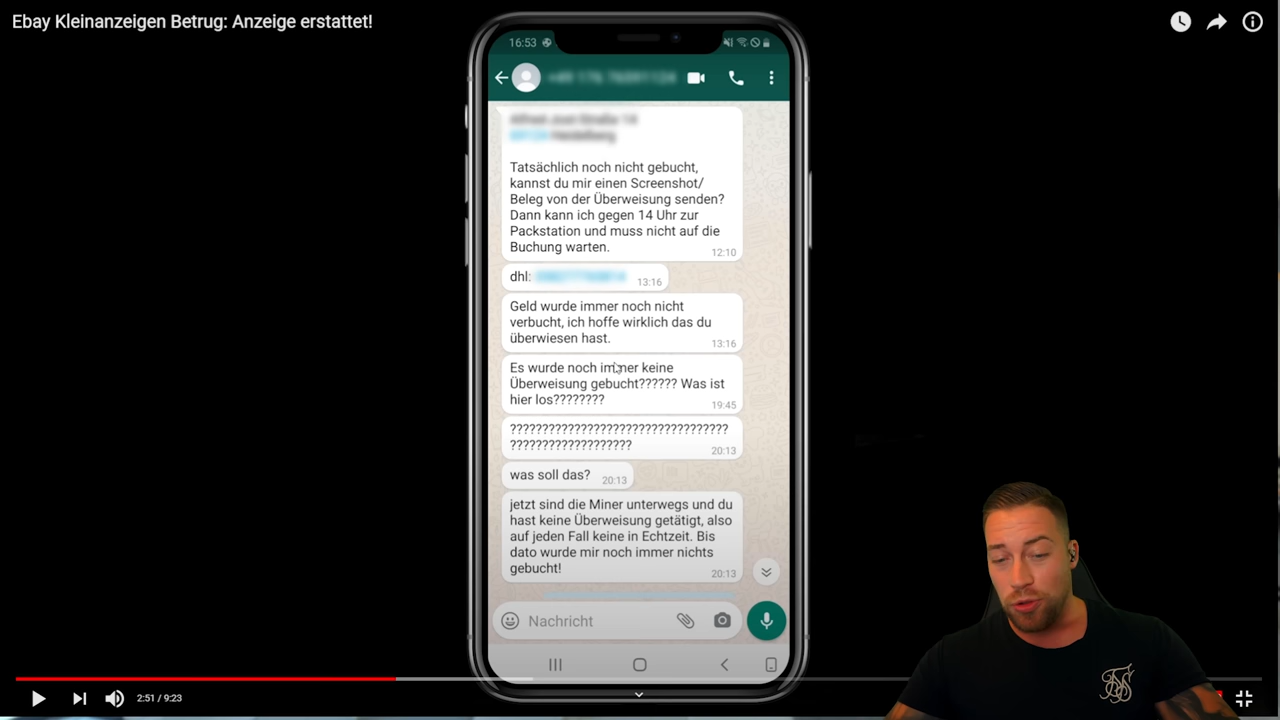 Ebay Kleinanzeigen Betrug: Anzeige erstattet!
16:53
Tatsächlich noch nicht gebucht,
kannst du mir einen Screenshot/
Beleg von der Überweisung senden?
Dann kann ich gegen 14 Uhr zur
Packstation und muss nicht auf die
Buchung warten.
12:10
dhl:
13:16
Geld wurde immer noch nicht
verbucht, ich hoffe wirklich das du
überwiesen hast.
13:16
Es wurde noch immer keine
Überweisung gebucht?????? Was ist
hier los????????
19:45
??????????????????????????????????
???????????????????
20:13
was soll das?
20:13
jetzt sind die Miner unterwegs und du
hast keine Überweisung getätigt, also
auf jeden Fall keine in Echtzeit. Bis
dato wurde mir noch immer nichts
gebucht!
20:13
Nachricht
2:51 / 9:23